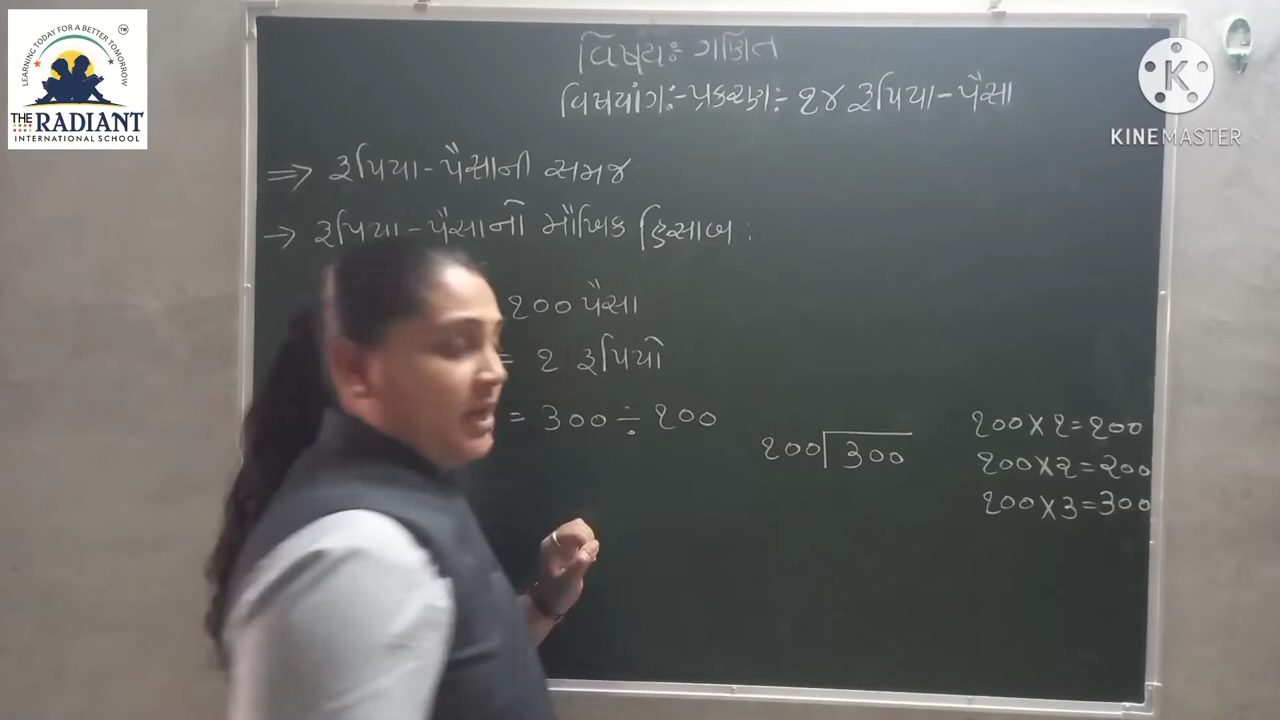 LEARNING TODAY FOR A BETTER TOMORROW
TM
THE RADIANT
INTERNATIONAL SCHOOL
K
KINEMASTER
વિષય:- ગણિત
વિષયાંગ:- પ્રકરણ:- ૧૪ રૂપિયા-પૈસા
⇒ રૂપિયા-પૈસાની સમજ
→ રૂપિયા-પૈસાનો મૌખિક હિસાબ :
૧૦૦ પૈસા
= ૧ રૂપિયો
= ૩૦૦ ÷ ૧૦૦
૧૦૦ ૩૦૦
૧૦૦ X ૧ = ૧૦૦
૧૦૦ X ૨ = ૨૦૦
૧૦૦ X ૩ = ૩૦૦